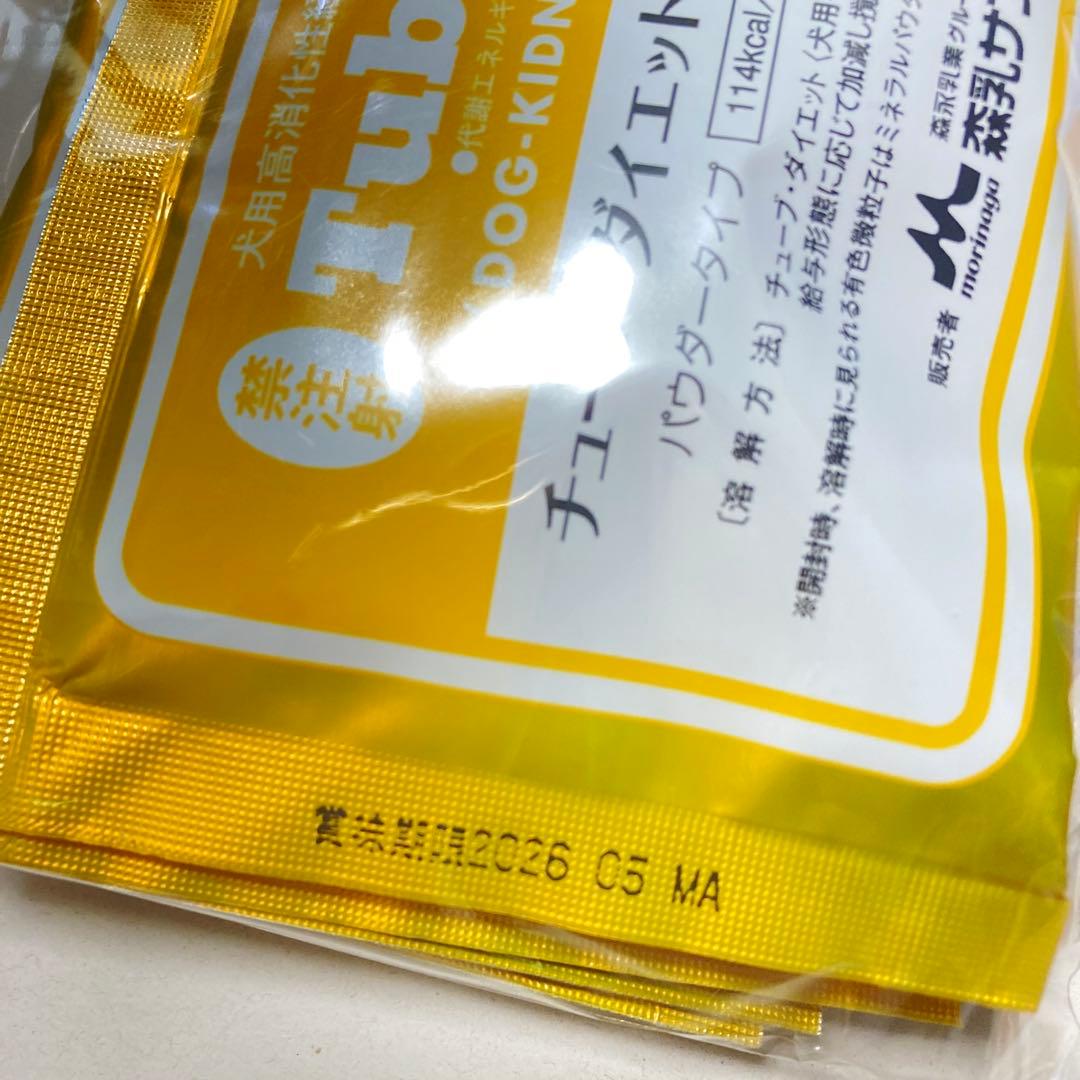 犬用高消化性経
Tub
●代謝エネルギ
DOG-KIDN
禁注射
チューブ・ダイエット
パウダータイプ
114kcal/
〔溶解方法〕チューブ・ダイエット〈犬用
給与形態に応じて加減し撹
※開封時、溶解時に見られる有色微粒子はミネラルパウダ
販売者
morinaga
森永乳業グルー
森乳サン
賞味期限2026 05 MA